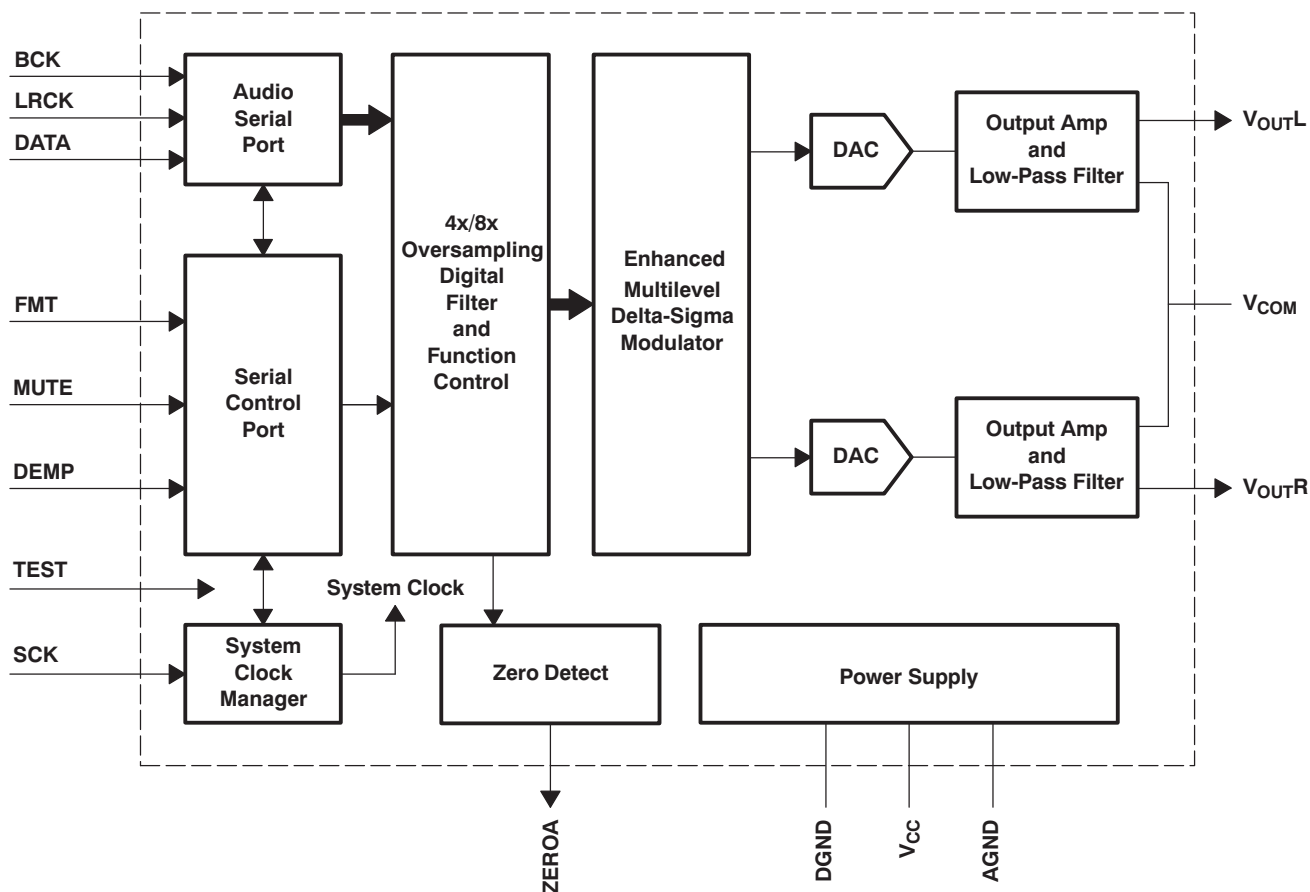 BCK
LRCK
DATA
Audio
Serial
Port
4x/8x
Oversampling
Digital
Filter
and
Function
Control
Enhanced
Multilevel
Delta-Sigma
Modulator
DAC
Output Amp
and
Low-Pass Filter
VOUTL
VCOM
FMT
MUTE
DEMP
Serial
Control
Port
DAC
Output Amp
and
Low-Pass Filter
VOUTR
TEST
System Clock
SCK
System
Clock
Manager
Zero Detect
Power Supply
ZEROA
DGND
VCC
AGND